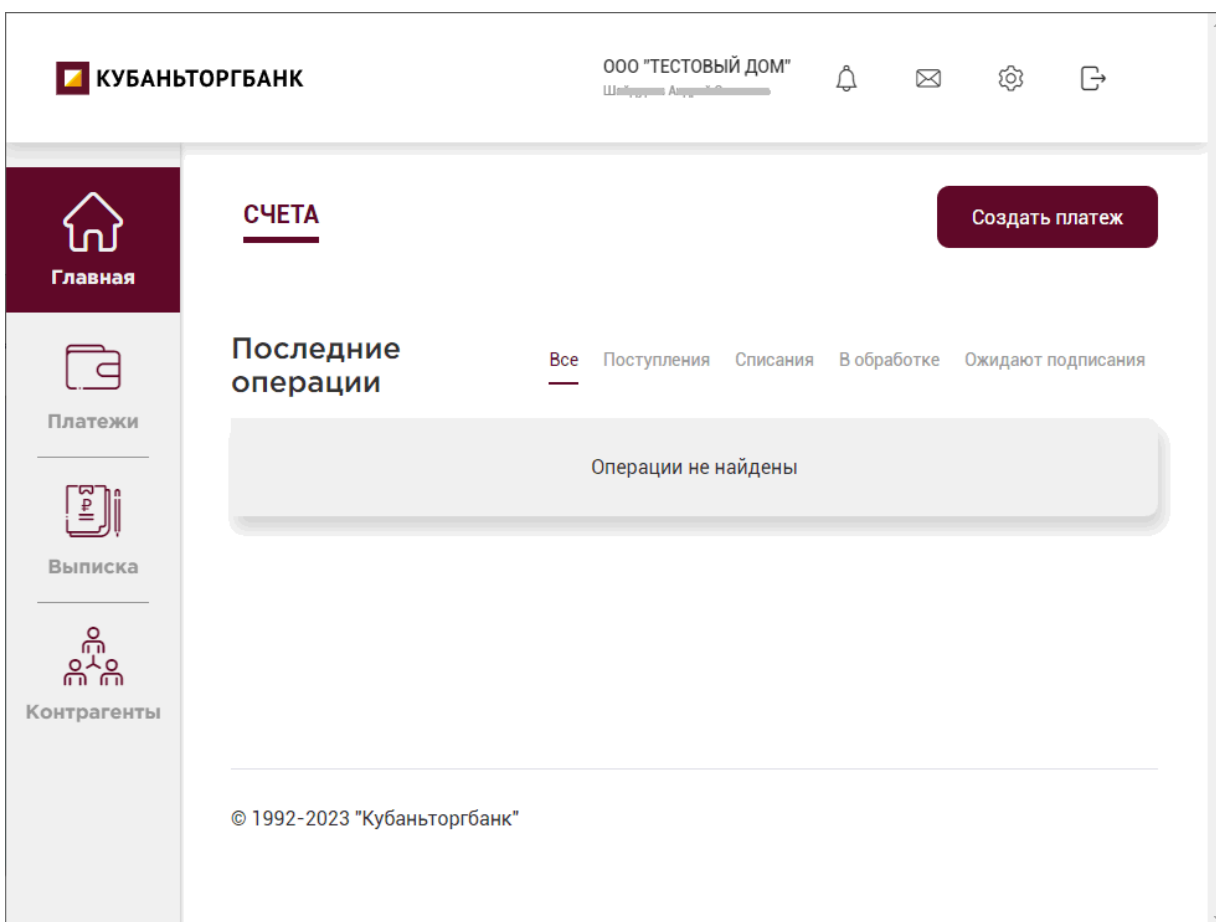 КУБАНЬТОРГБАНК
ООО "ТЕСТОВЫЙ ДОМ"
Главная
СЧЕТА
Создать платеж
Последние
операции
Все Поступления Списания В обработке Ожидают подписания
Платежи
Операции не найдены
₽
Выписка
Контрагенты
© 1992-2023 "Кубаньторгбанк"